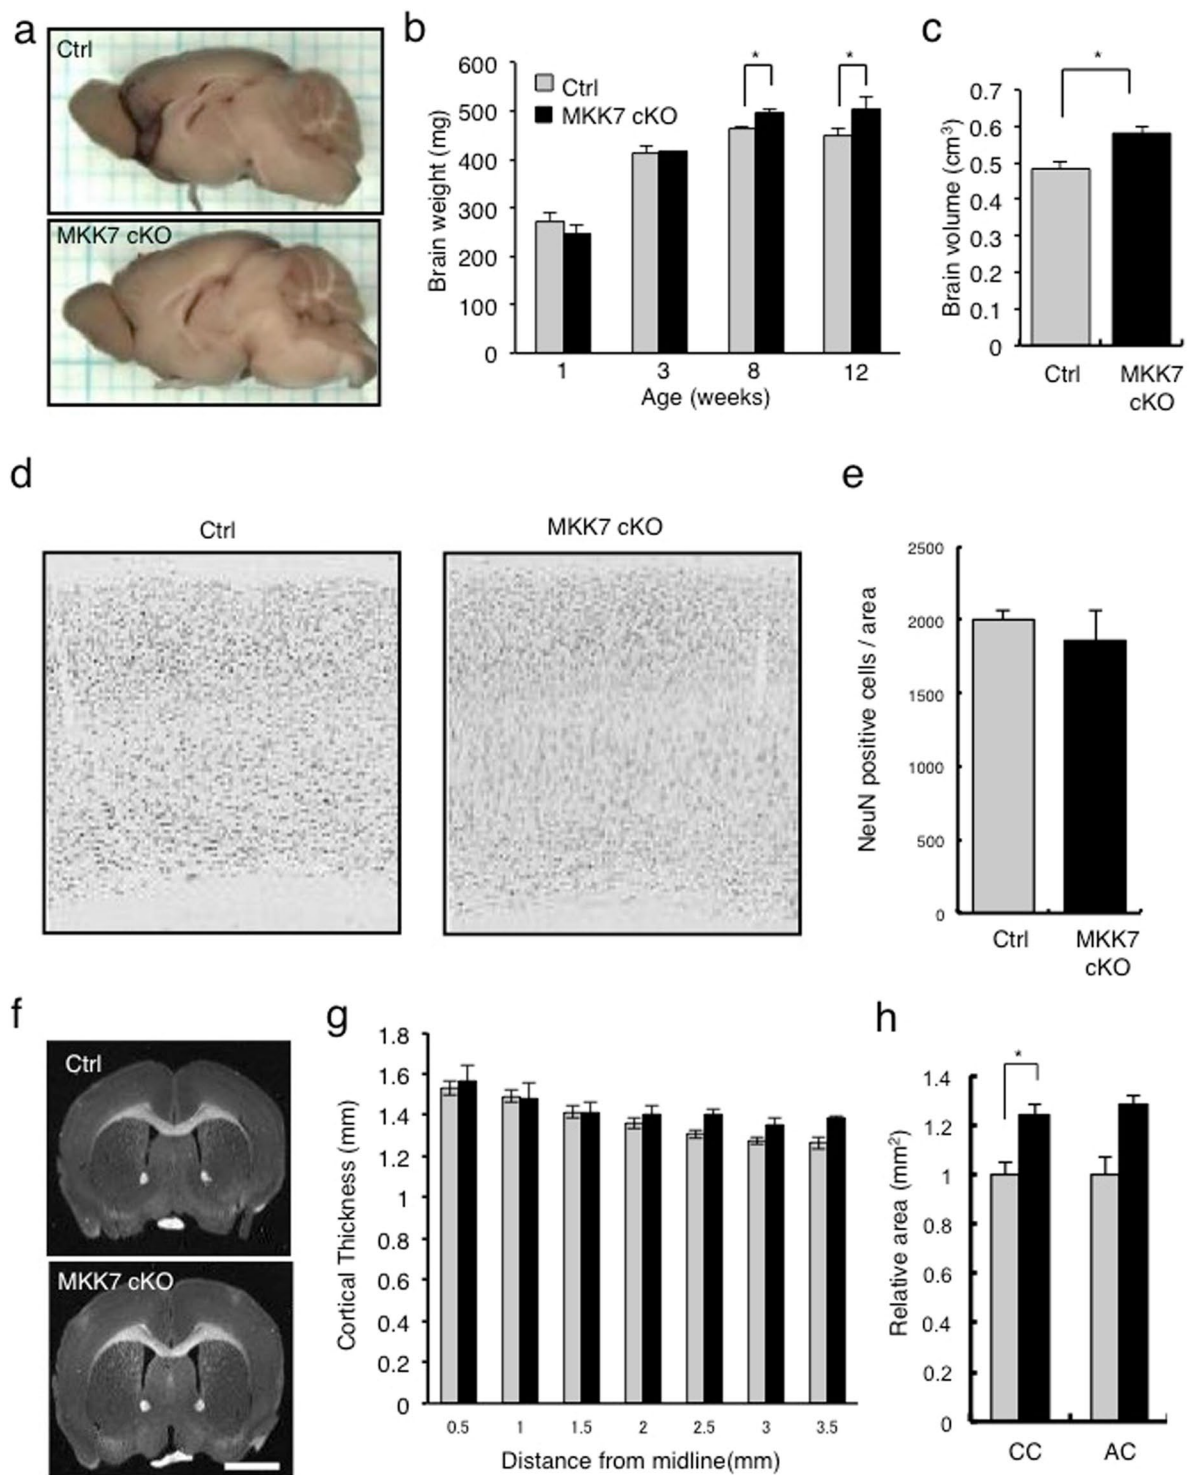 a
Ctrl
MKK7 cKO
b
Brain weight (mg)
600
500
400
300
200
100
0
Ctrl
MKK7 cKO
*
*
1
3
8
12
Age (weeks)
c
Brain volume (cm³)
0.7
0.6
0.5
0.4
0.3
0.2
0.1
0
*
Ctrl
MKK7
cKO
d
Ctrl
MKK7 cKO
e
NeuN positive cells / area
2500
2000
1500
1000
500
0
Ctrl
MKK7
cKO
f
Ctrl
MKK7 cKO
g
Cortical Thickness (mm)
1.8
1.6
1.4
1.2
1
0.8
0.6
0.4
0.2
0
0.5
1
1.5
2
2.5
3
3.5
Distance from midline(mm)
h
Relative area (mm²)
1.4
1.2
1
0.8
0.6
0.4
0.2
0
*
CC
AC